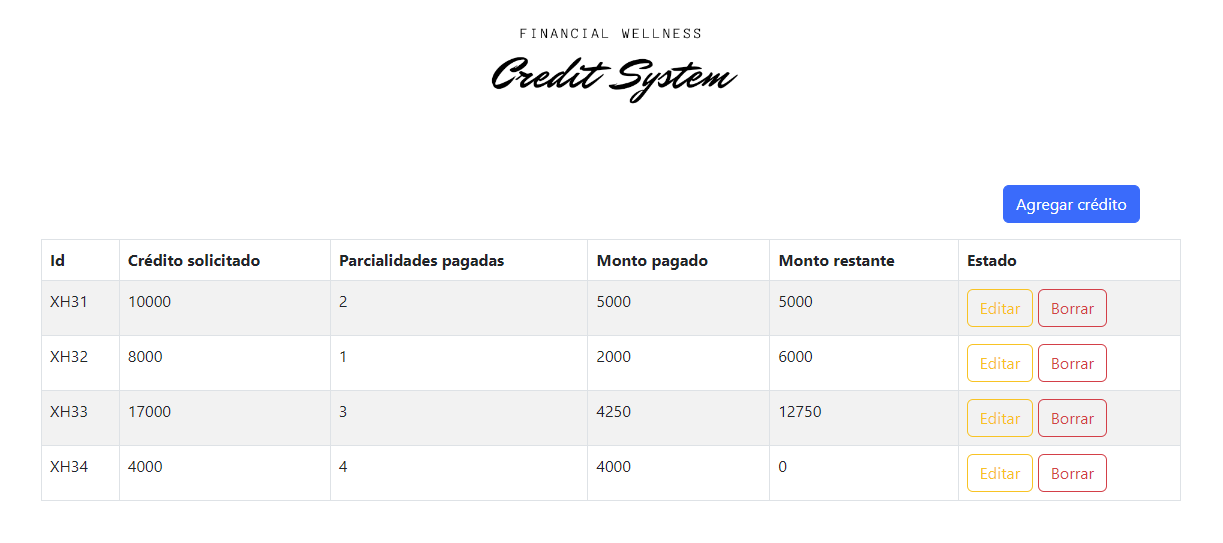 FINANCIAL WELLNESS
Credit System
Agregar crédito
Id Crédito solicitado Parcialidades pagadas Monto pagado Monto restante Estado
XH31 10000 2 5000 5000 Editar Borrar
XH32 8000 1 2000 6000 Editar Borrar
XH33 17000 3 4250 12750 Editar Borrar
XH34 4000 4 4000 0 Editar Borrar